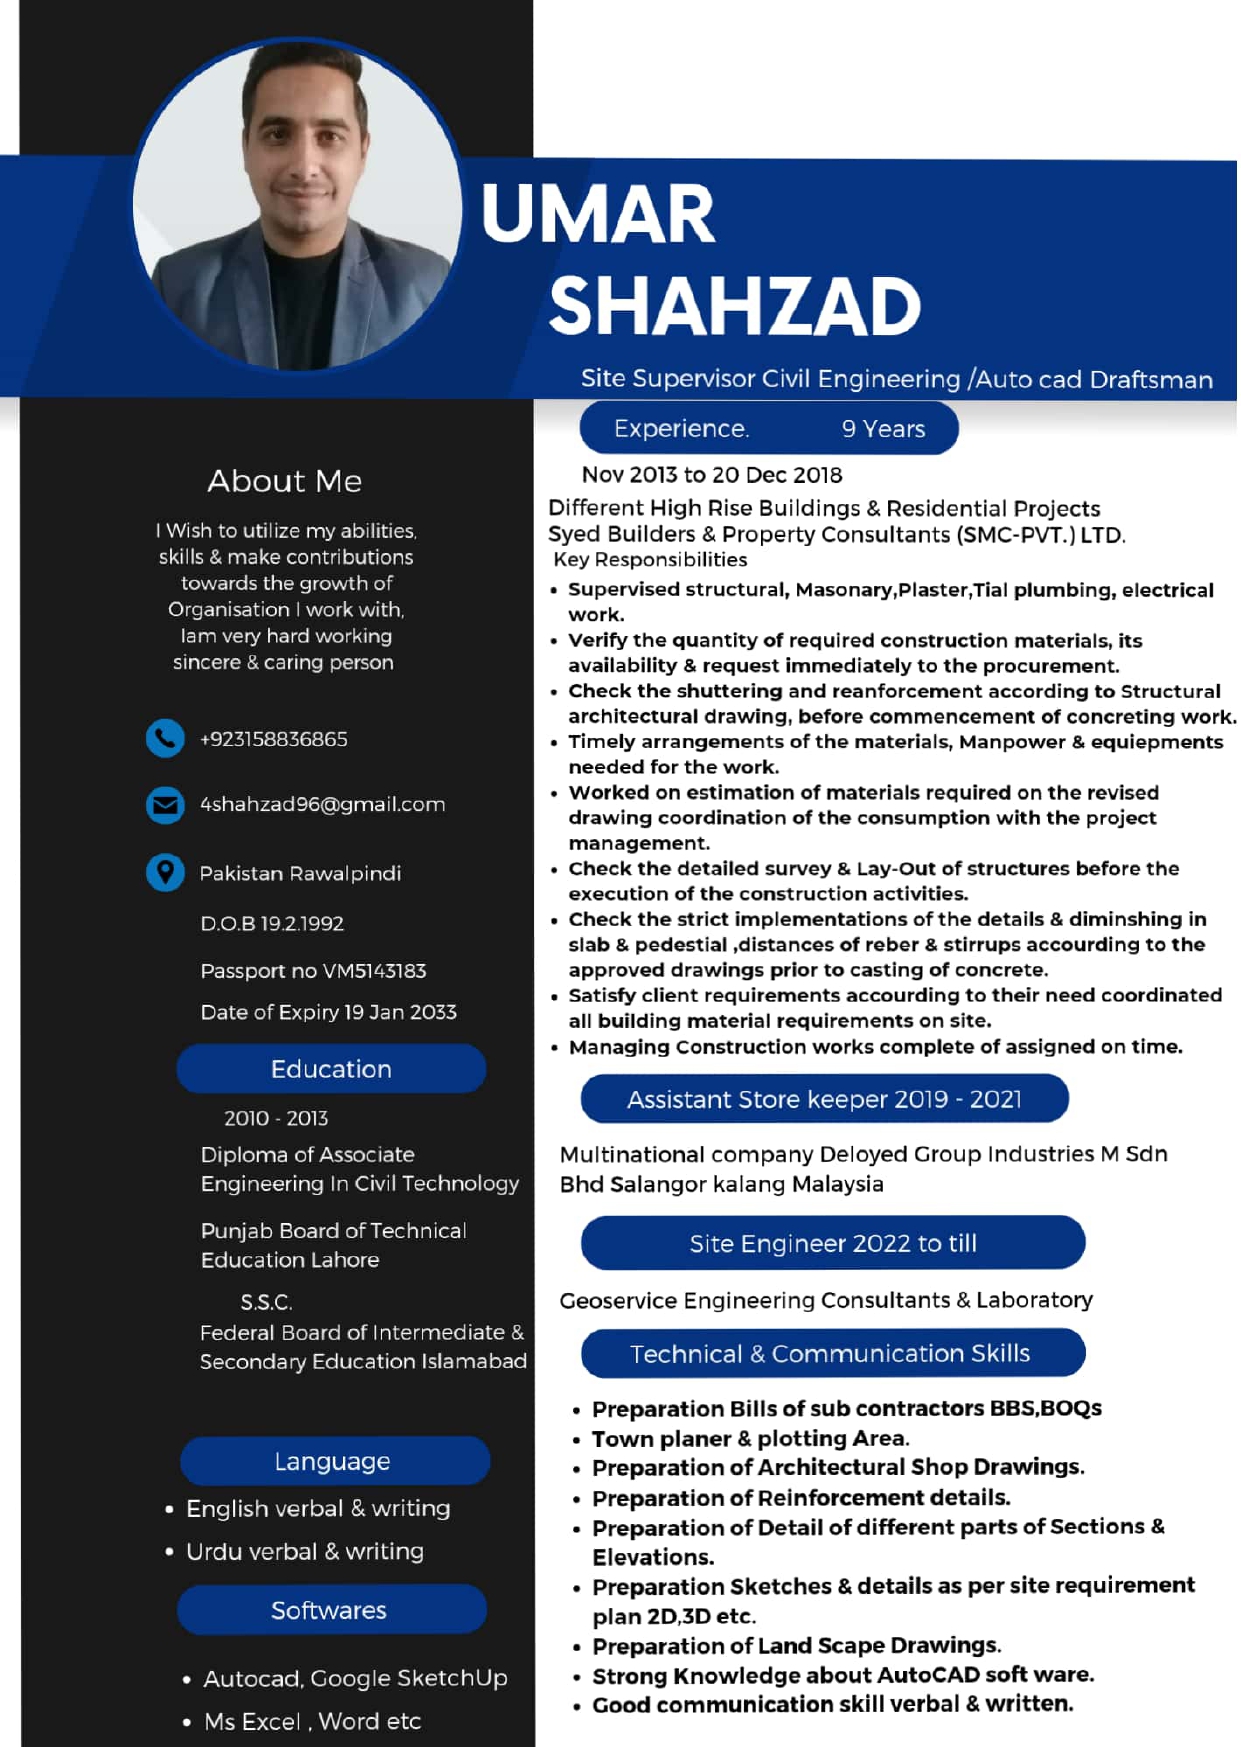 UMAR
SHAHZAD
Site Supervisor Civil Engineering /Auto cad Draftsman
About Me
I Wish to utilize my abilities,
skills & make contributions
towards the growth of
Organisation I work with,
Iam very hard working
sincere & caring person
+923158836865
4shahzad96@gmail.com
Pakistan Rawalpindi
D.O.B 19.2.1992
Passport no VM5143183
Date of Expiry 19 Jan 2033
Education
2010 - 2013
Diploma of Associate
Engineering In Civil Technology
Punjab Board of Technical
Education Lahore
S.S.C.
Federal Board of Intermediate &
Secondary Education Islamabad
Language
• English verbal & writing
• Urdu verbal & writing
Softwares
• Autocad, Google SketchUp
• Ms Excel , Word etc
Experience. 9 Years
Nov 2013 to 20 Dec 2018
Different High Rise Buildings & Residential Projects
Syed Builders & Property Consultants (SMC-PVT.) LTD.
Key Responsibilities
• Supervised structural, Masonary,Plaster,Tial plumbing, electrical
work.
• Verify the quantity of required construction materials, its
availability & request immediately to the procurement.
• Check the shuttering and reanforcement according to Structural
architectural drawing, before commencement of concreting work.
• Timely arrangements of the materials, Manpower & equiepments
needed for the work.
• Worked on estimation of materials required on the revised
drawing coordination of the consumption with the project
management.
• Check the detailed survey & Lay-Out of structures before the
execution of the construction activities.
• Check the strict implementations of the details & diminshing in
slab & pedestial ,distances of reber & stirrups accourding to the
approved drawings prior to casting of concrete.
• Satisfy client requirements accourding to their need coordinated
all building material requirements on site.
• Managing Construction works complete of assigned on time.
Assistant Store keeper 2019 - 2021
Multinational company Deloyed Group Industries M Sdn
Bhd Salangor kalang Malaysia
Site Engineer 2022 to till
Geoservice Engineering Consultants & Laboratory
Technical & Communication Skills
• Preparation Bills of sub contractors BBS,BOQs
• Town planer & plotting Area.
• Preparation of Architectural Shop Drawings.
• Preparation of Reinforcement details.
• Preparation of Detail of different parts of Sections &
Elevations.
• Preparation Sketches & details as per site requirement
plan 2D,3D etc.
• Preparation of Land Scape Drawings.
• Strong Knowledge about AutoCAD soft ware.
• Good communication skill verbal & written.